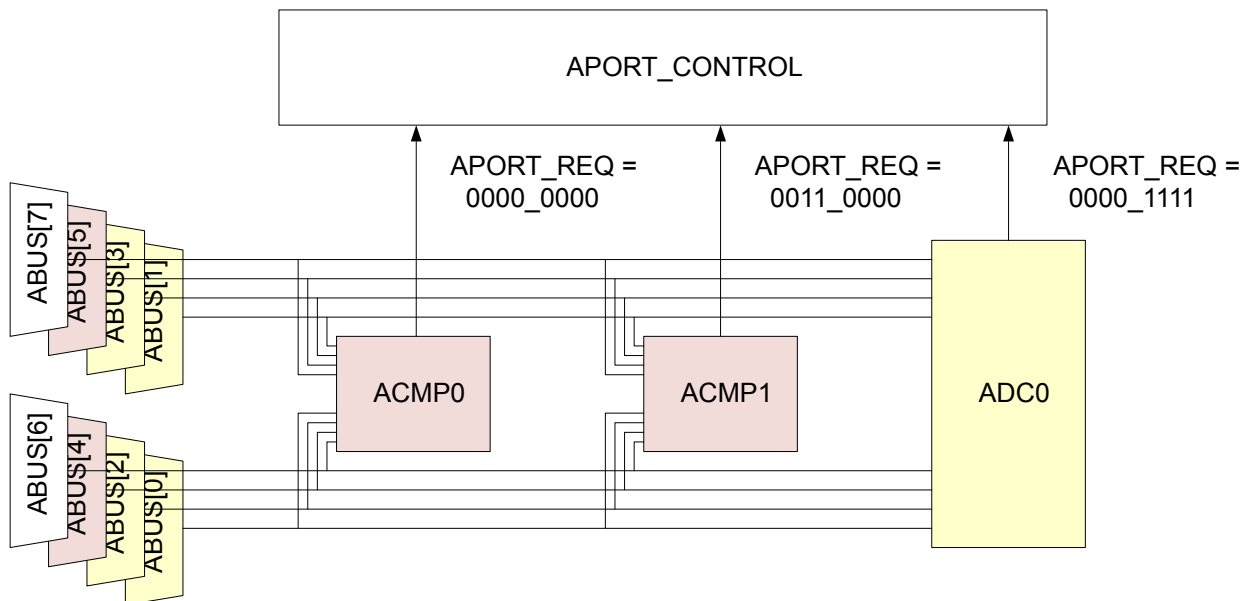 APORT_CONTROL
APORT_REQ =
0000_0000
APORT_REQ =
0011_0000
APORT_REQ =
0000_1111
ABUS[7]
ABUS[5]
ABUS[3]
ABUS[1]
ACMP0
ACMP1
ADC0
ABUS[6]
ABUS[4]
ABUS[2]
ABUS[0]